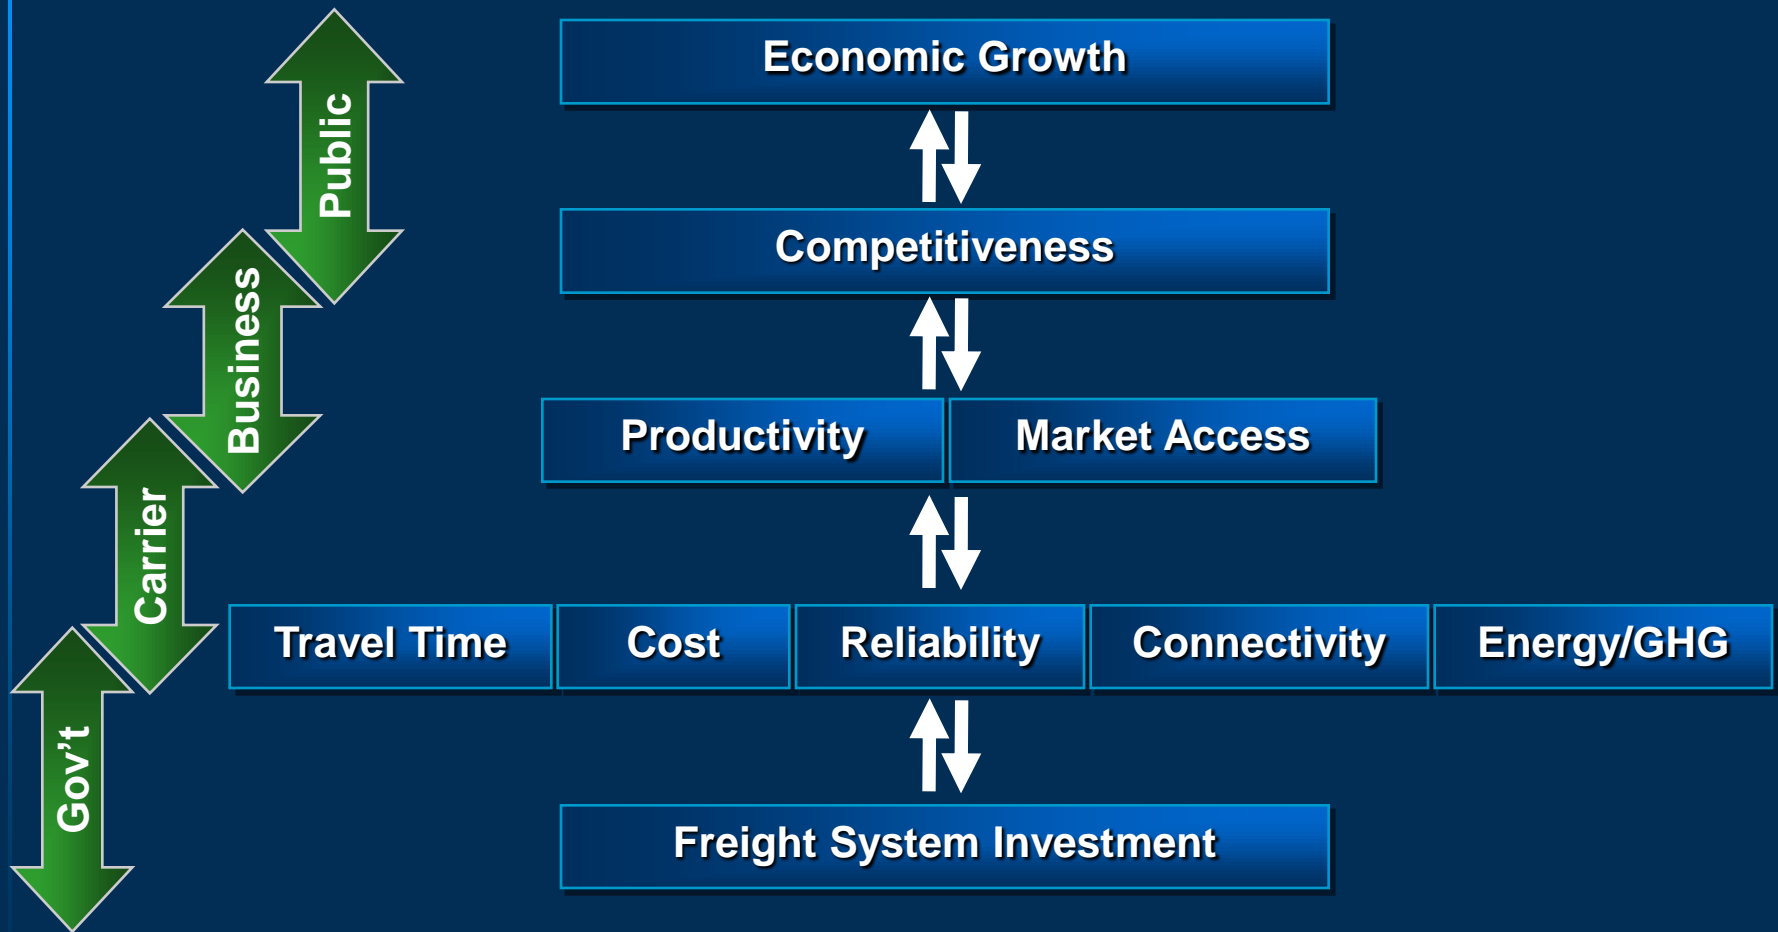 Economic Growth
Public
Competitiveness
Business
Productivity
Market Access
Carrier
Travel Time
Cost
Reliability
Connectivity
Energy/GHG
Gov’t
Freight System Investment